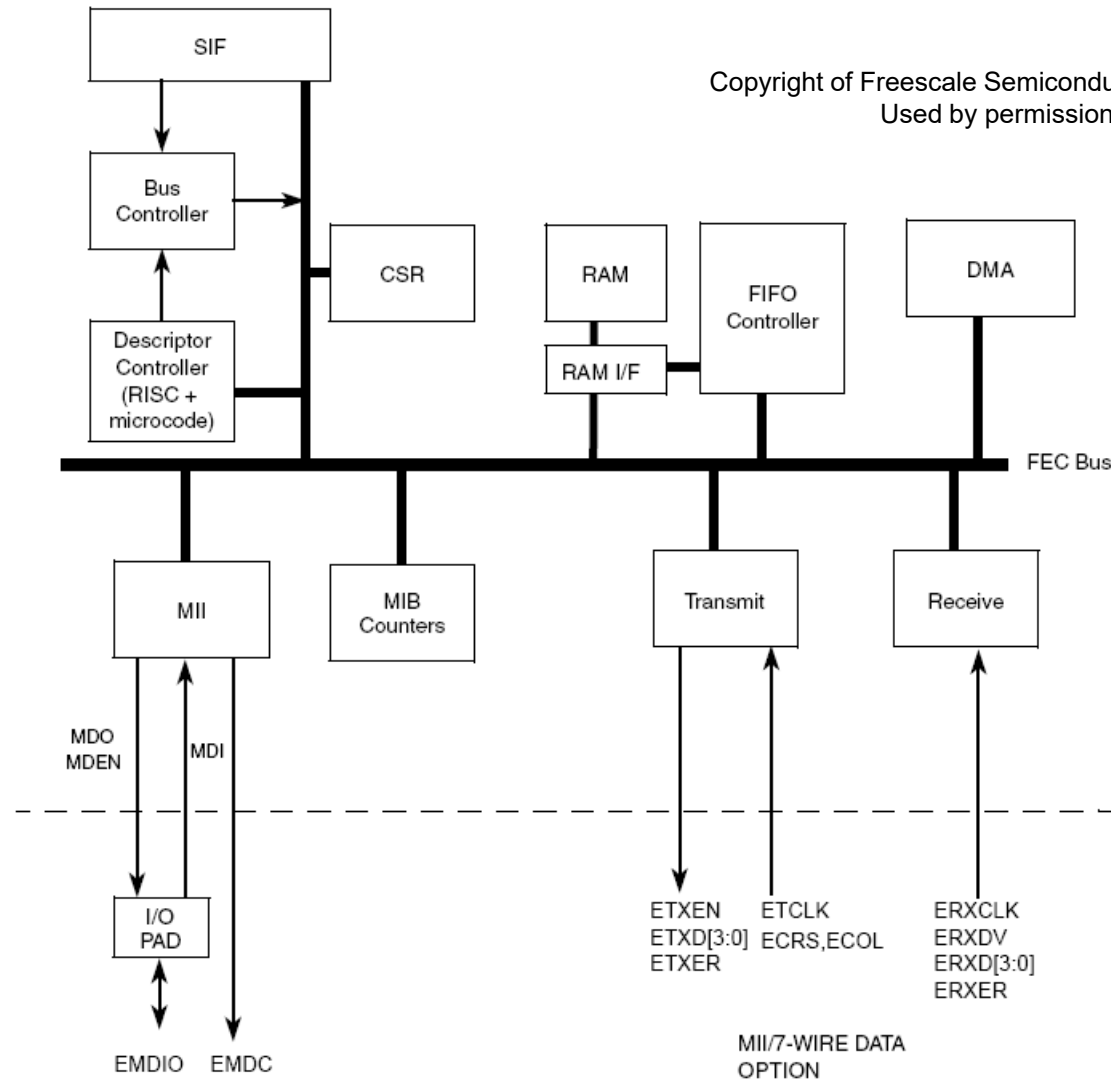 SIF
Copyright of Freescale Semicondu
Used by permission
Bus
Controller
CSR
RAM
FIFO
Controller
DMA
Descriptor
Controller
(RISC +
microcode)
RAM I/F
FEC Bus
MII
MIB
Counters
Transmit
Receive
MDO
MDEN
MDI
I/O
PAD
ETXEN
ETXD[3:0]
ETXER
ETCLK
ECRS,ECOL
ERXCLK
ERXDV
ERXD[3:0]
ERXER
EMDIO
EMDC
MII/7-WIRE DATA
OPTION